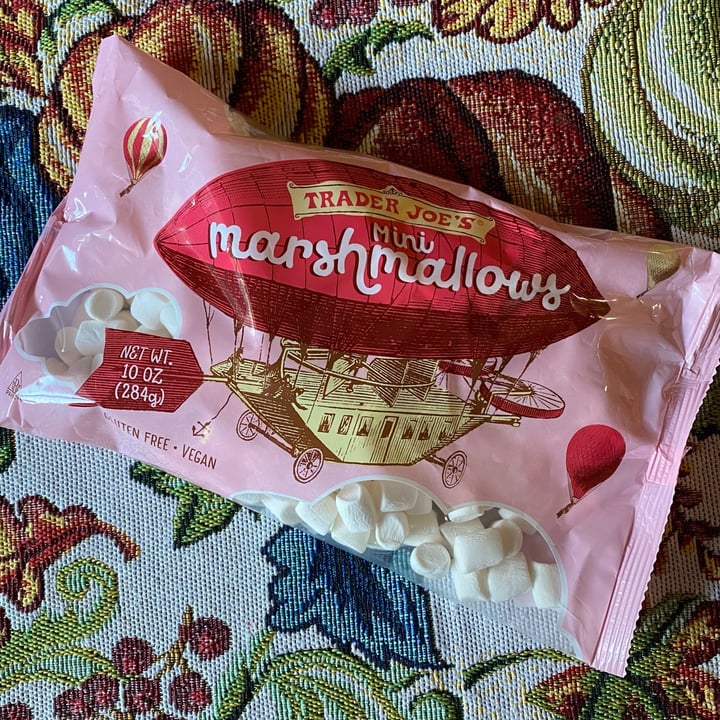 TRADER JOE'S
Mini
marshmallows
NET WT.
10 OZ
(284g)
GLUTEN FREE • VEGAN